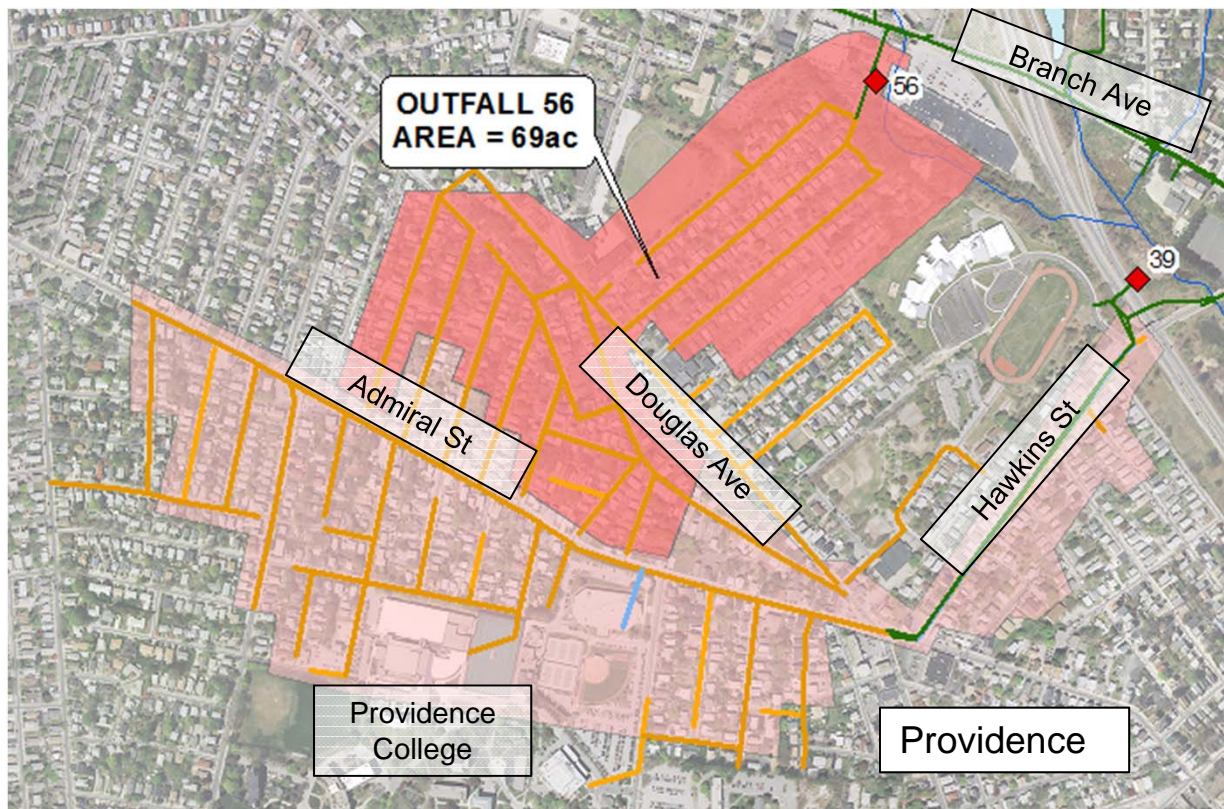 Branch Ave
OUTFALL 56
AREA = 69ac
56
39
Admiral St
Douglas Ave
Hawkins St
Providence
College
Providence